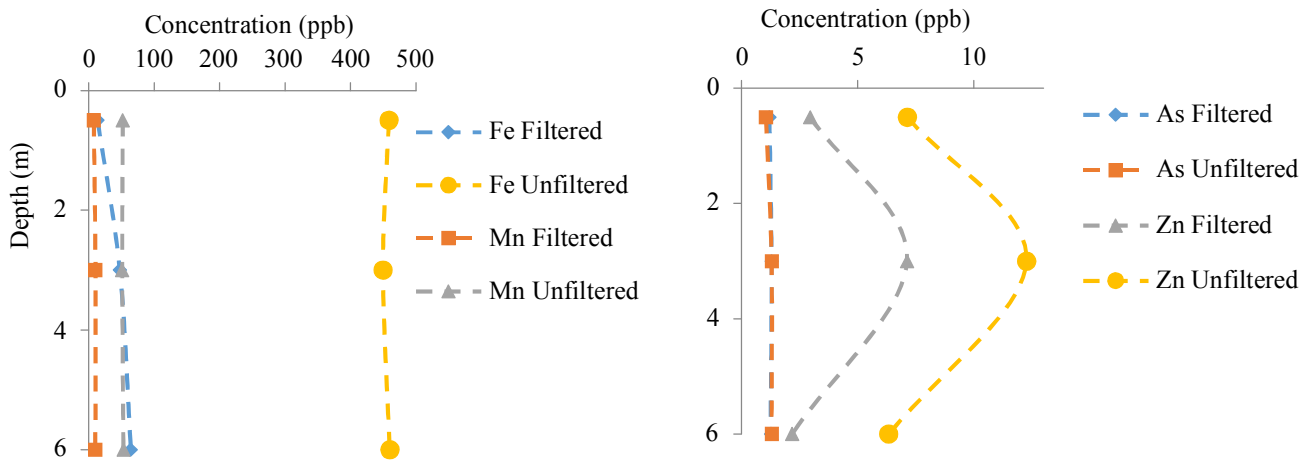 Concentration (ppb)
0 100 200 300 400 500
0
2
4
6
Depth (m)
Fe Filtered
Fe Unfiltered
Mn Filtered
Mn Unfiltered
Concentration (ppb)
0 5 10
0
2
4
6
As Filtered
As Unfiltered
Zn Filtered
Zn Unfiltered